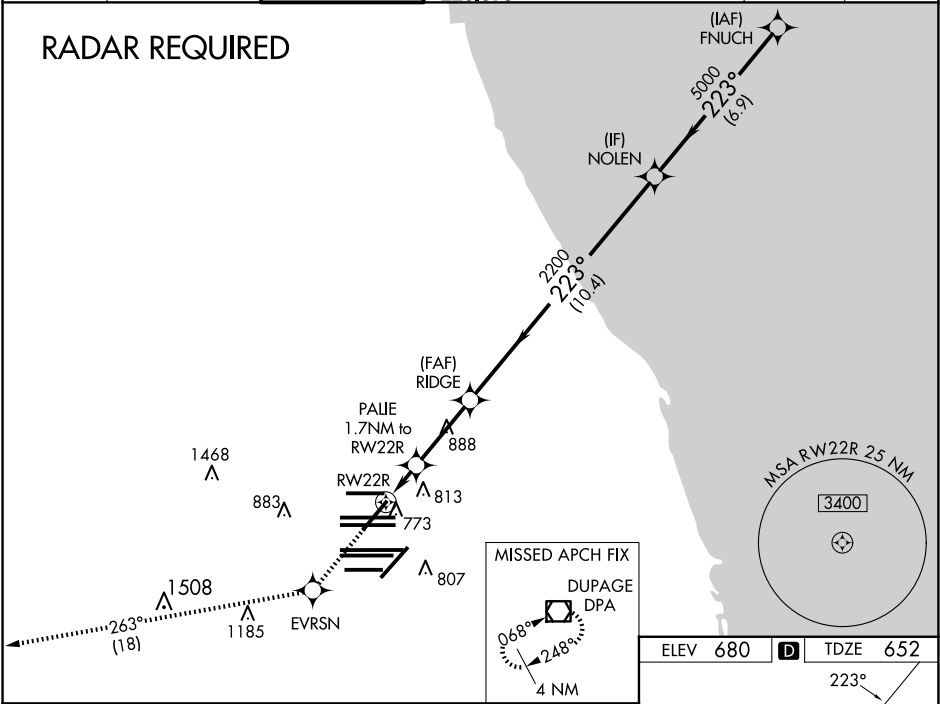 RADAR REQUIRED
(IAF)
FNUCH
5000
223°
(6.9)
(IF)
NOLEN
2200
223°
(10.4)
(FAF)
RIDGE
PALIE
1.7NM to
RW22R
888
1468
RW22R
813
883
773
MSA RW22R 25 NM
3400
807
1508
263°
(18)
1185
EVRSN
MISSED APCH FIX
DUPAGE
DPA
068°
248°
4 NM
ELEV 680 D TDZE 652
223°